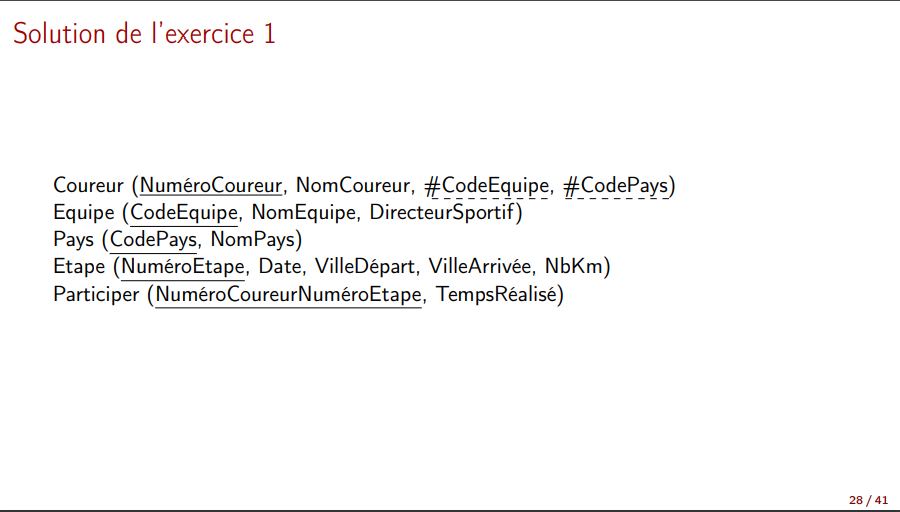 Solution de l'exercice 1
Coureur (NuméroCoureur, NomCoureur, #CodeEquipe, #CodePays)
Equipe (CodeEquipe, NomEquipe, DirecteurSportif)
Pays (CodePays, NomPays)
Etape (NuméroEtape, Date, VilleDépart, VilleArrivée, NbKm)
Participer (NuméroCoureurNuméroEtape, TempsRéalisé)
28 / 41